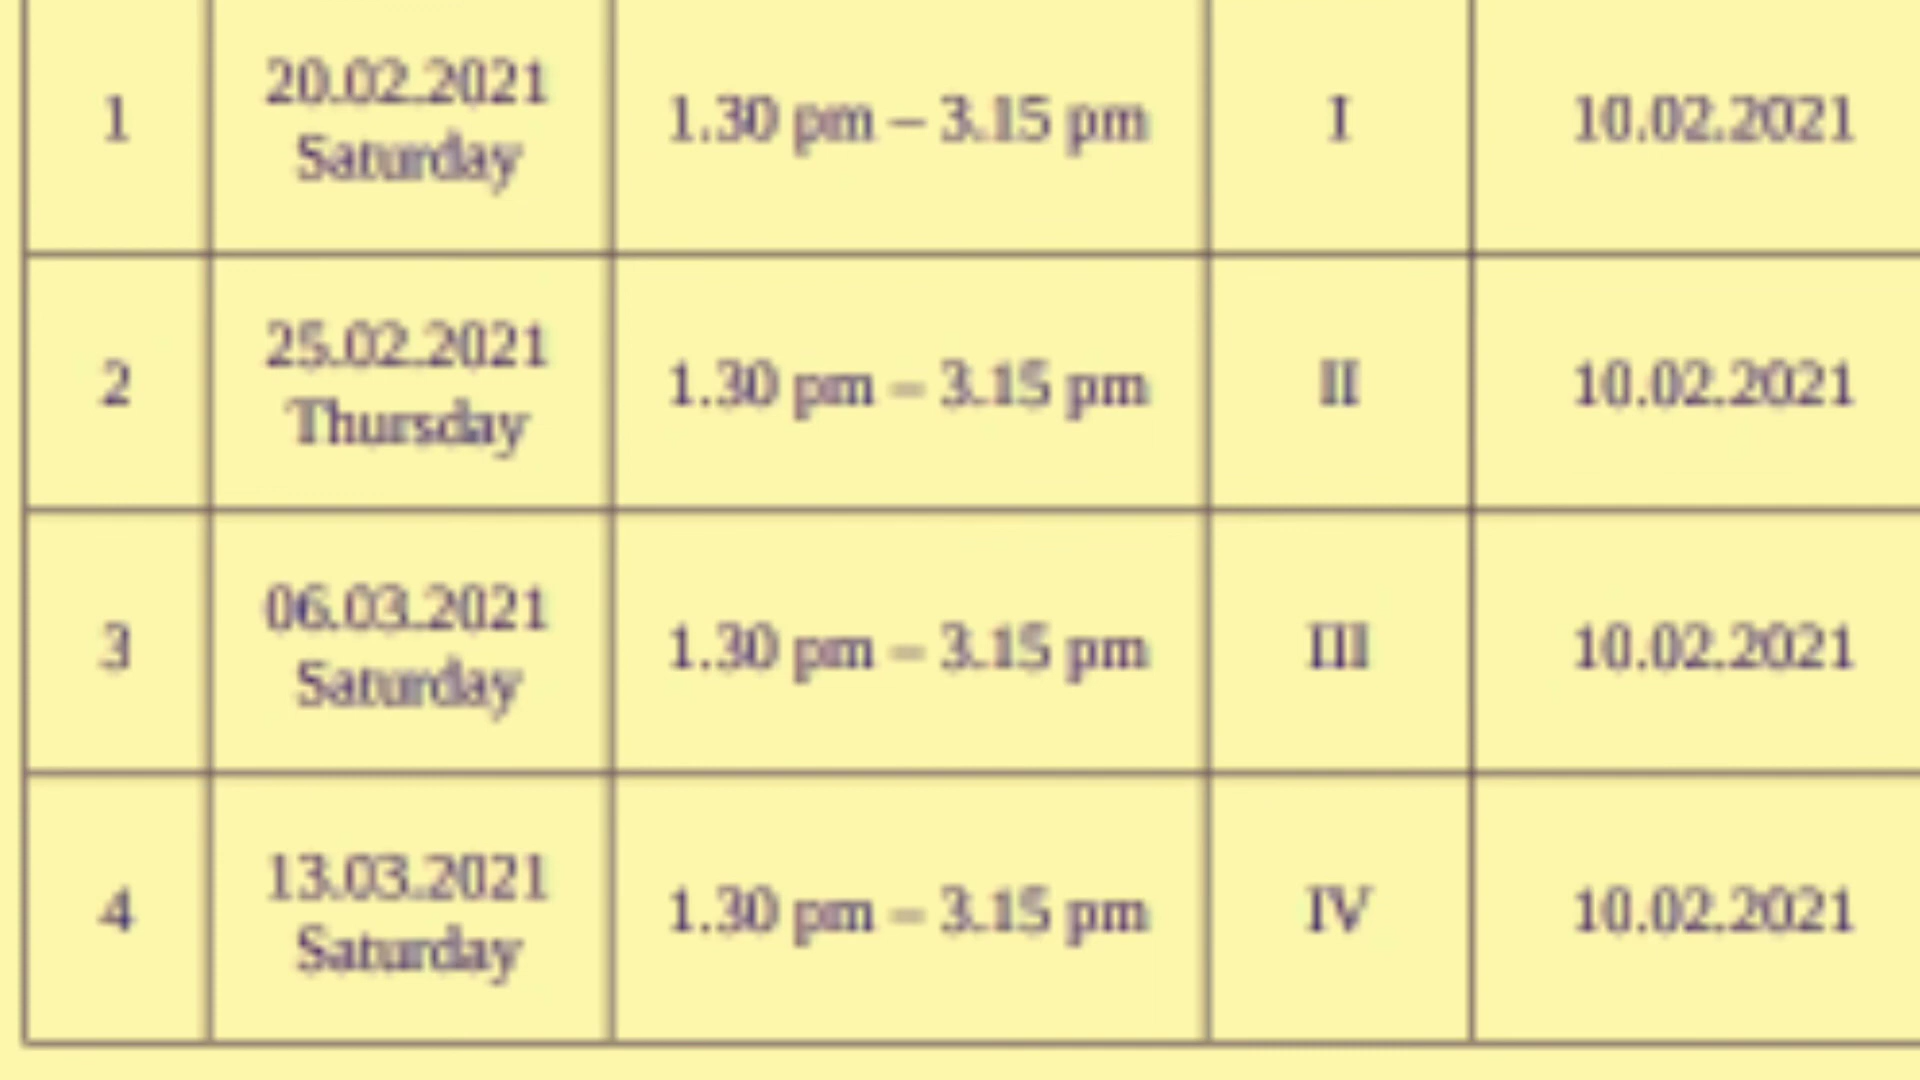 1 20.02.2021 Saturday 1.30 pm – 3.15 pm I 10.02.2021
2 25.02.2021 Thursday 1.30 pm – 3.15 pm II 10.02.2021
3 06.03.2021 Saturday 1.30 pm – 3.15 pm III 10.02.2021
4 13.03.2021 Saturday 1.30 pm – 3.15 pm IV 10.02.2021